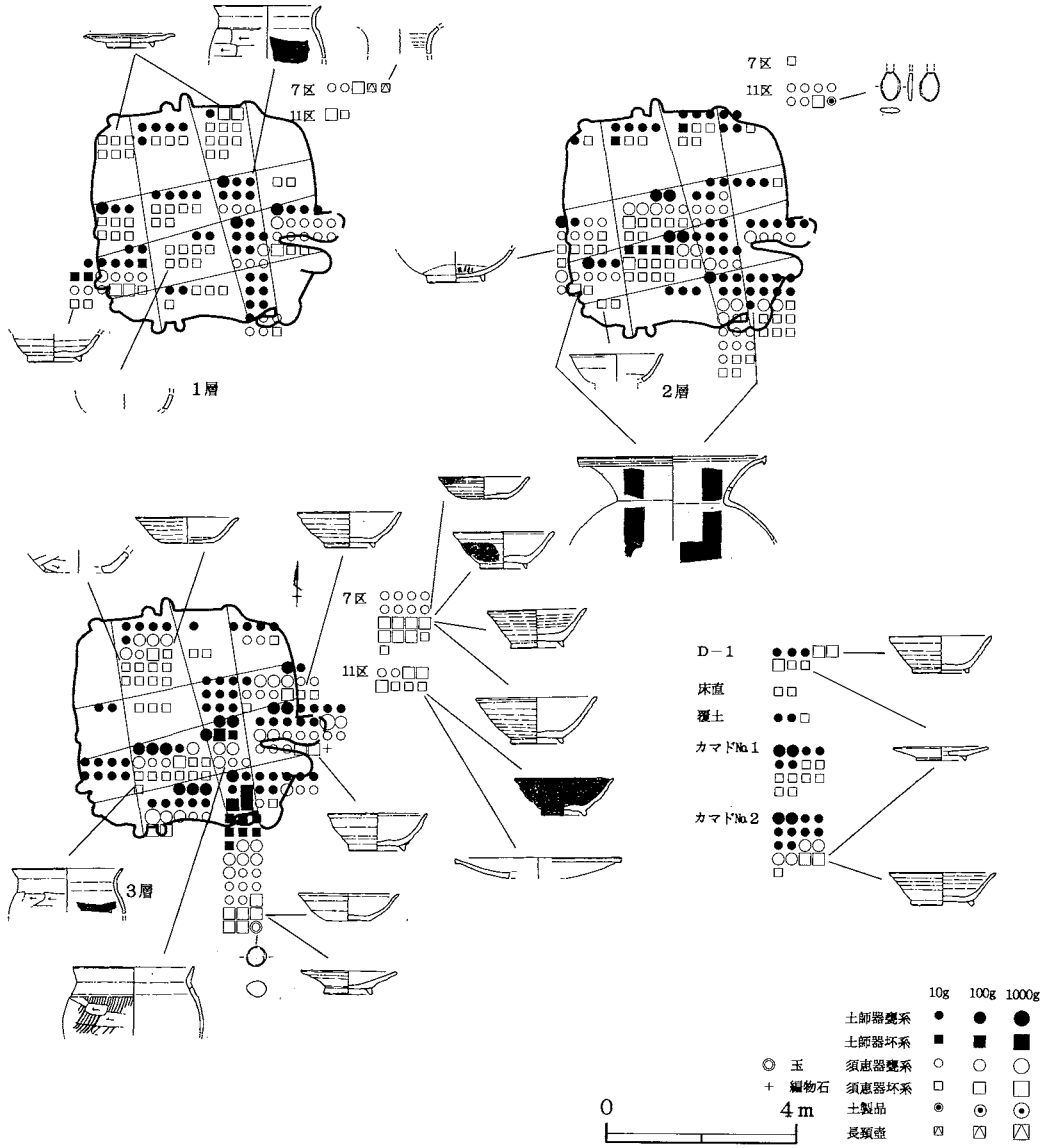 7区
11区
1層
7区
11区
2層
7区
11区
3層
D-1
床直
覆土
カマドNo.1
カマドNo.2
10g 100g 1000g
土師器甕系
土師器坏系
玉 須恵器甕系
編物石 須恵器坏系
土製品
長頸壺
0 4m